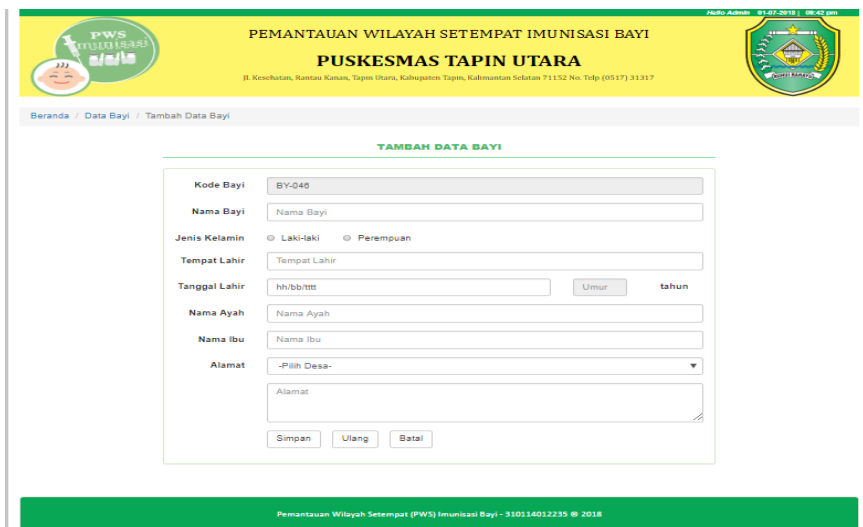 Hallo Admin 01-07-2018 | 09:42 pm
PWS
Imunisasi
PEMANTAUAN WILAYAH SETEMPAT IMUNISASI BAYI
PUSKESMAS TAPIN UTARA
Jl. Kesehatan, Rantau Kanan, Tapin Utara, Kabupaten Tapin, Kalimantan Selatan 71152 No. Telp (0517) 31317
Beranda / Data Bayi / Tambah Data Bayi
TAMBAH DATA BAYI
Kode Bayi BY-046
Nama Bayi Nama Bayi
Jenis Kelamin Laki-laki Perempuan
Tempat Lahir Tempat Lahir
Tanggal Lahir hh/bb/tttt Umur tahun
Nama Ayah Nama Ayah
Nama Ibu Nama Ibu
Alamat -Pilih Desa-
Alamat
Simpan Ulang Batal
Pemantauan Wilayah Setempat (PWS) Imunisasi Bayi - 310114012235 © 2018